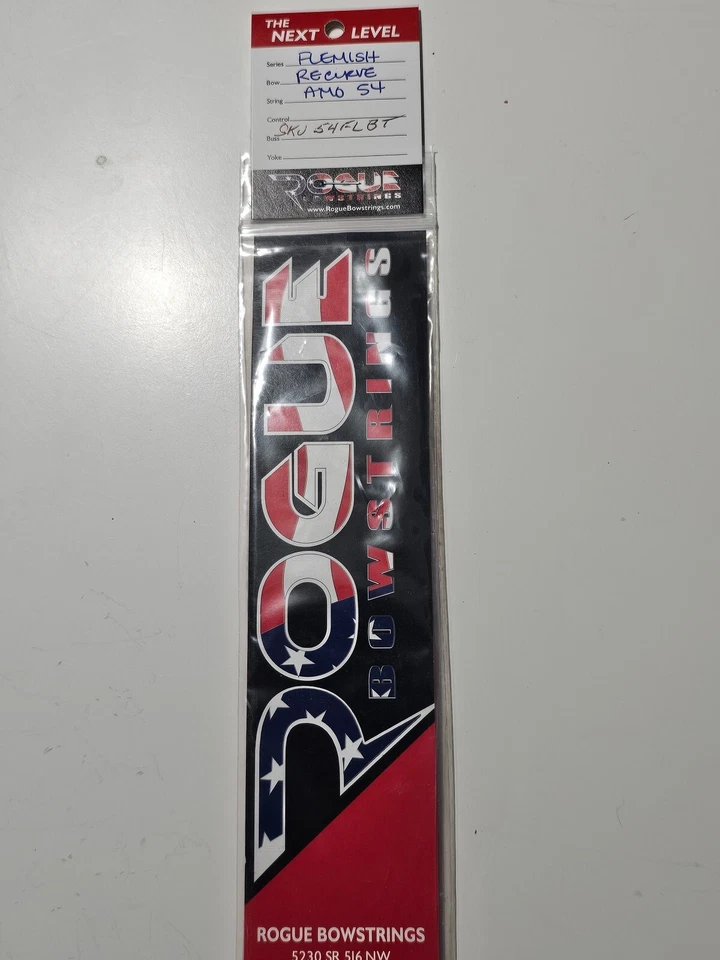 THE
NEXT LEVEL
Series FLEMISH
Bow RECURVE
String AMO 54
Control
SKU 54FLBT
Buss
Yoke
ROGUE
BOWSTRINGS
www.RogueBowstrings.com
ROGUE
BOWSTRINGS
ROGUE BOWSTRINGS
5230 SR 516 NW